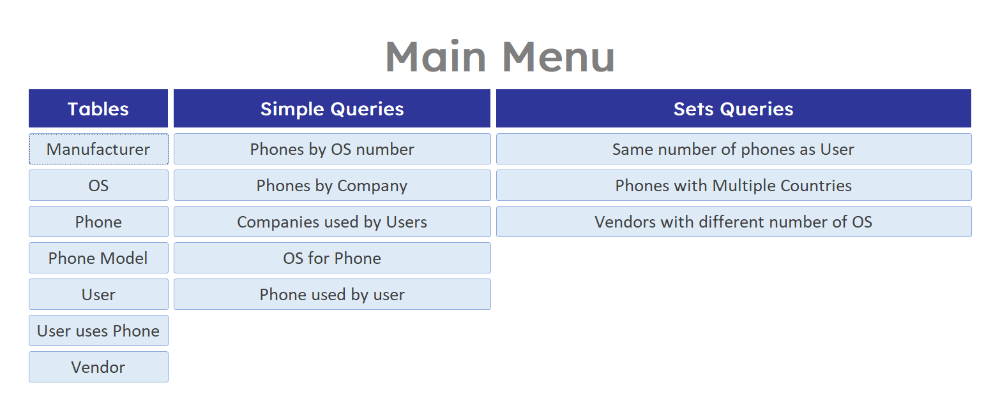 Main Menu
Tables
Simple Queries
Sets Queries
Manufacturer
Phones by OS number
Same number of phones as User
OS
Phones by Company
Phones with Multiple Countries
Phone
Companies used by Users
Vendors with different number of OS
Phone Model
OS for Phone
User
Phone used by user
User uses Phone
Vendor